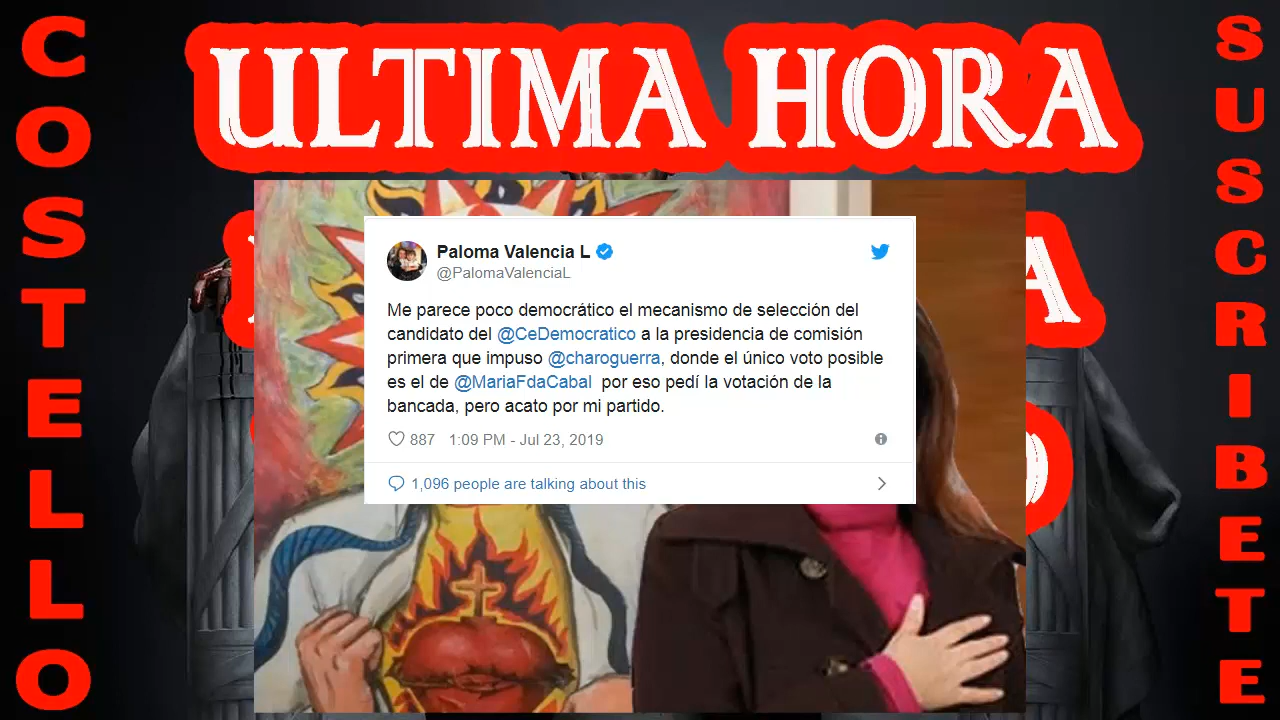 COSTELLO
ULTIMA HORA
SUSCRIBETE
Paloma Valencia L
@PalomaValenciaL
Me parece poco democrático el mecanismo de selección del
candidato del @CeDemocratico a la presidencia de comisión
primera que impuso @charoguerra, donde el único voto posible
es el de @MariaFdaCabal por eso pedí la votación de la
bancada, pero acato por mi partido.
887 1:09 PM - Jul 23, 2019
1,096 people are talking about this